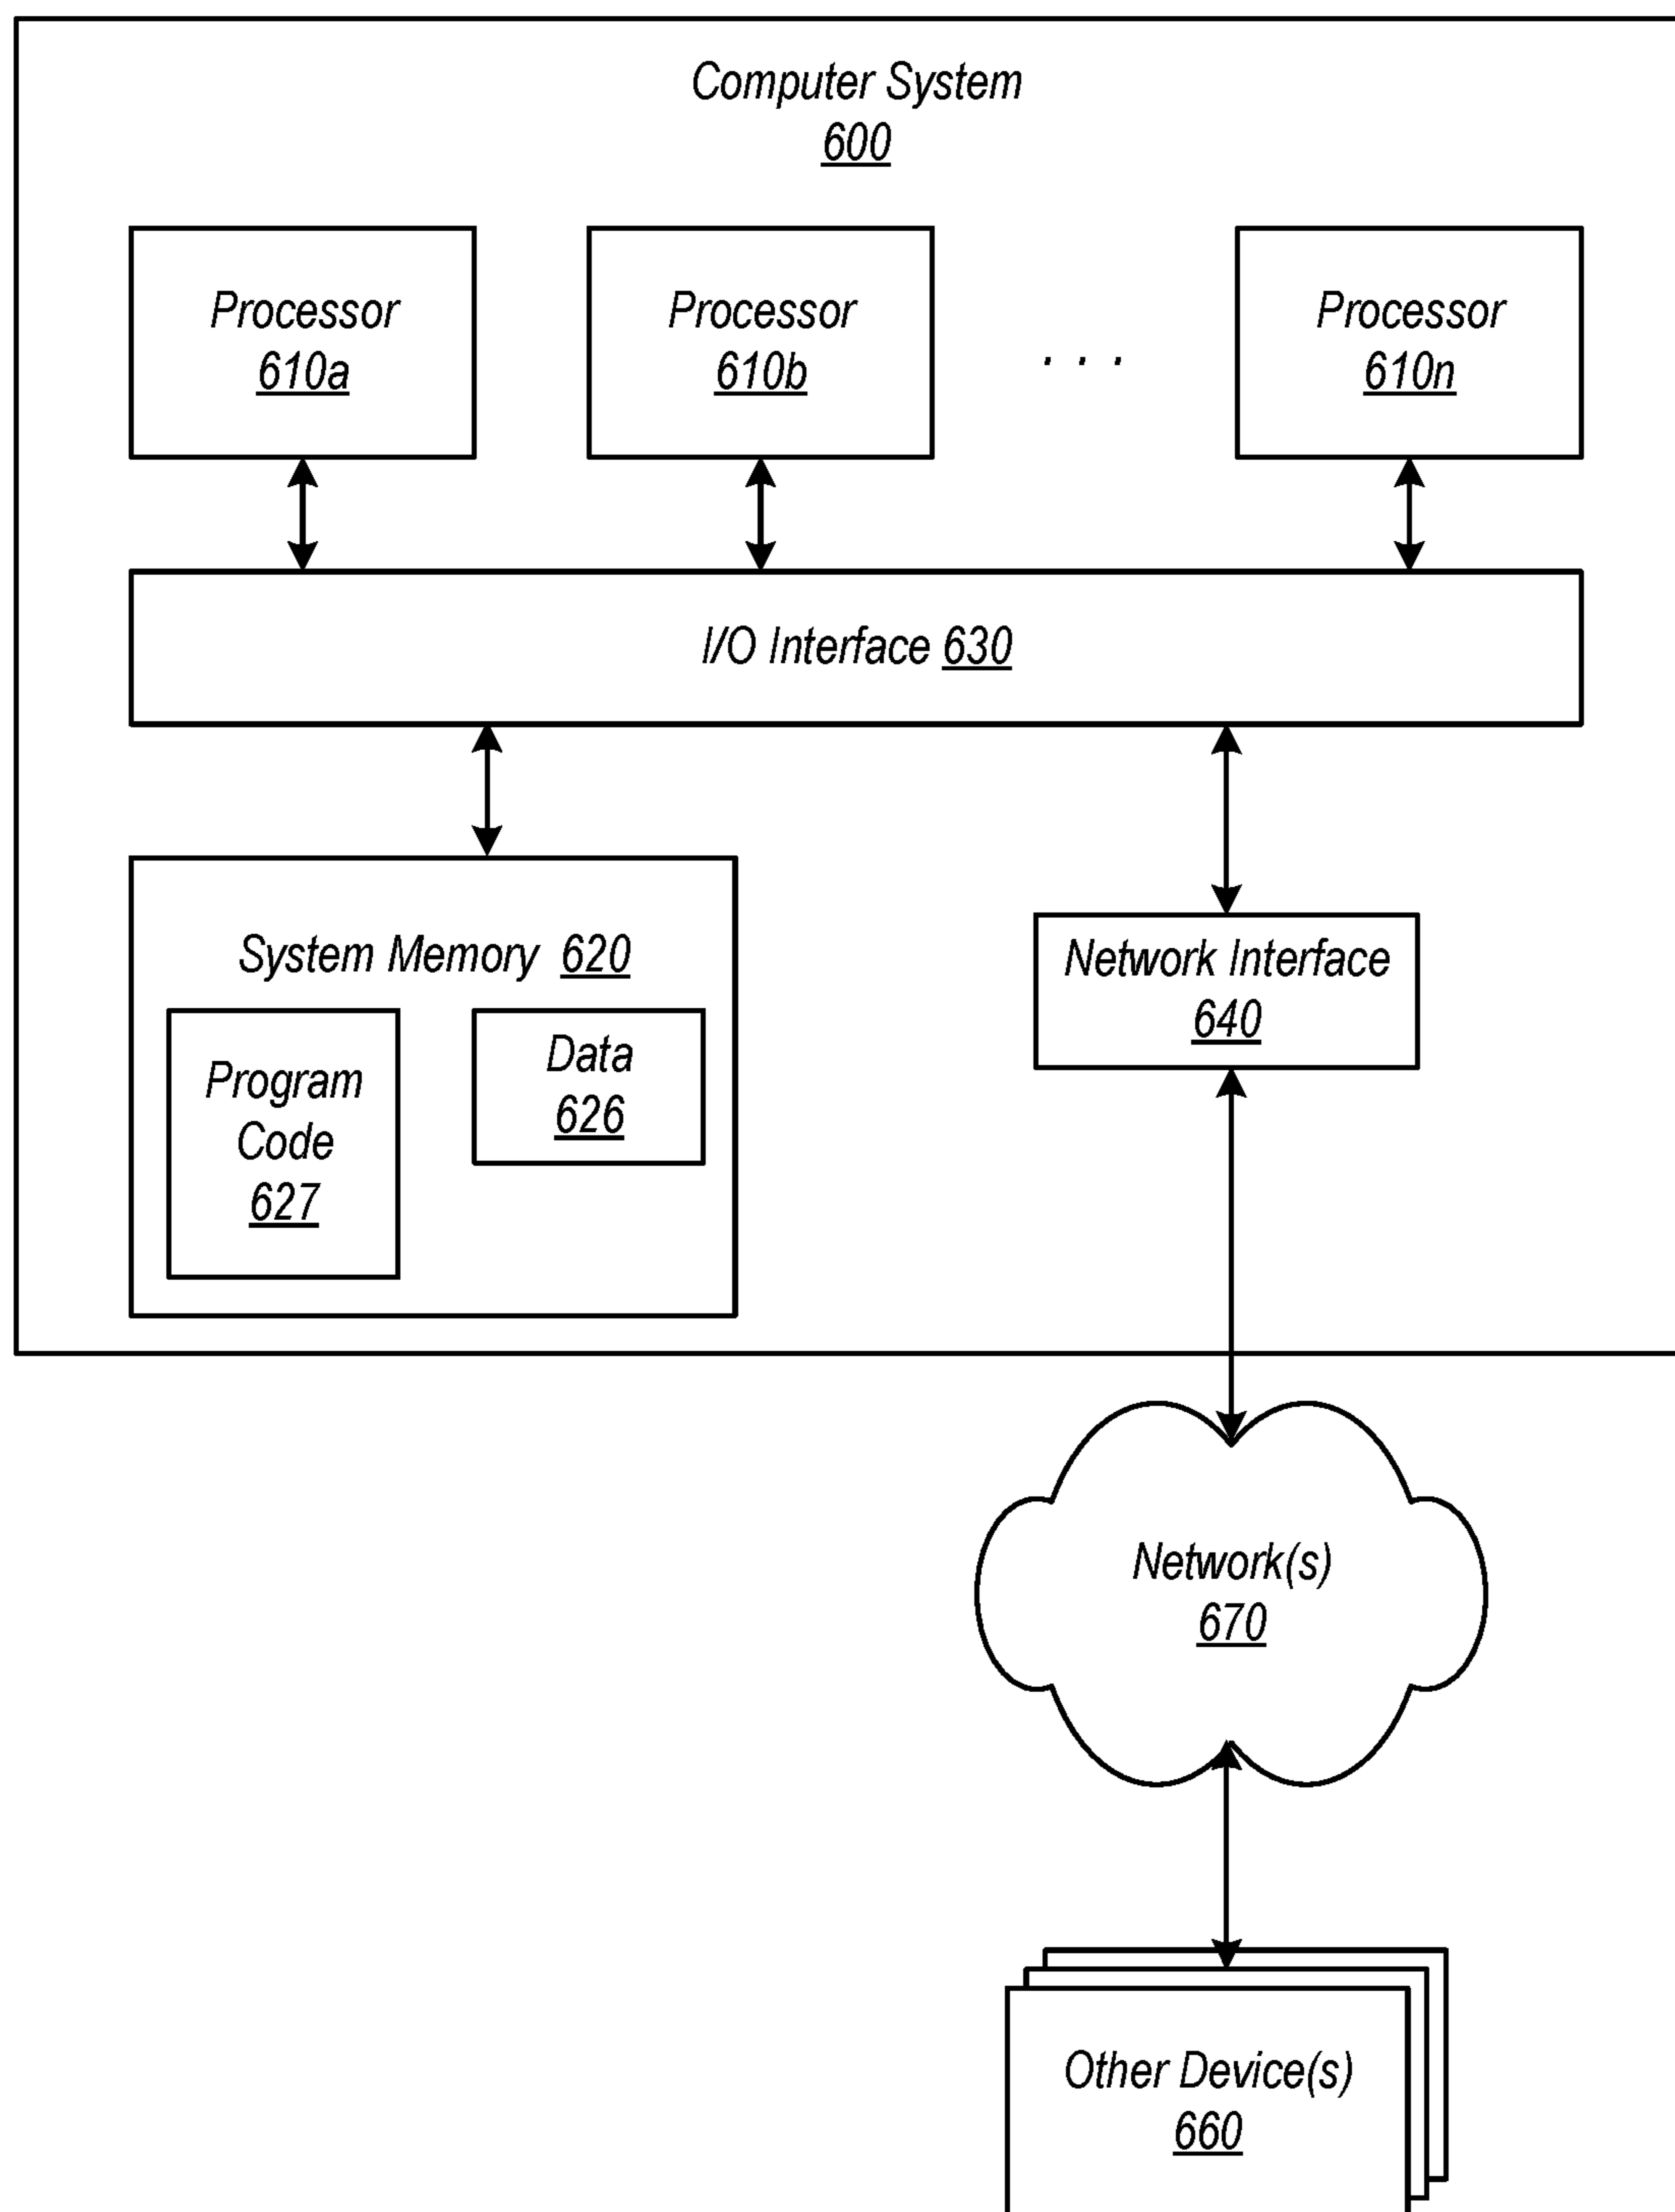 Computer System
600
Processor
610a
Processor
610b
. . .
Processor
610n
I/O Interface 630
System Memory 620
Program
Code
627
Data
626
Network Interface
640
Network(s)
670
Other Device(s)
660